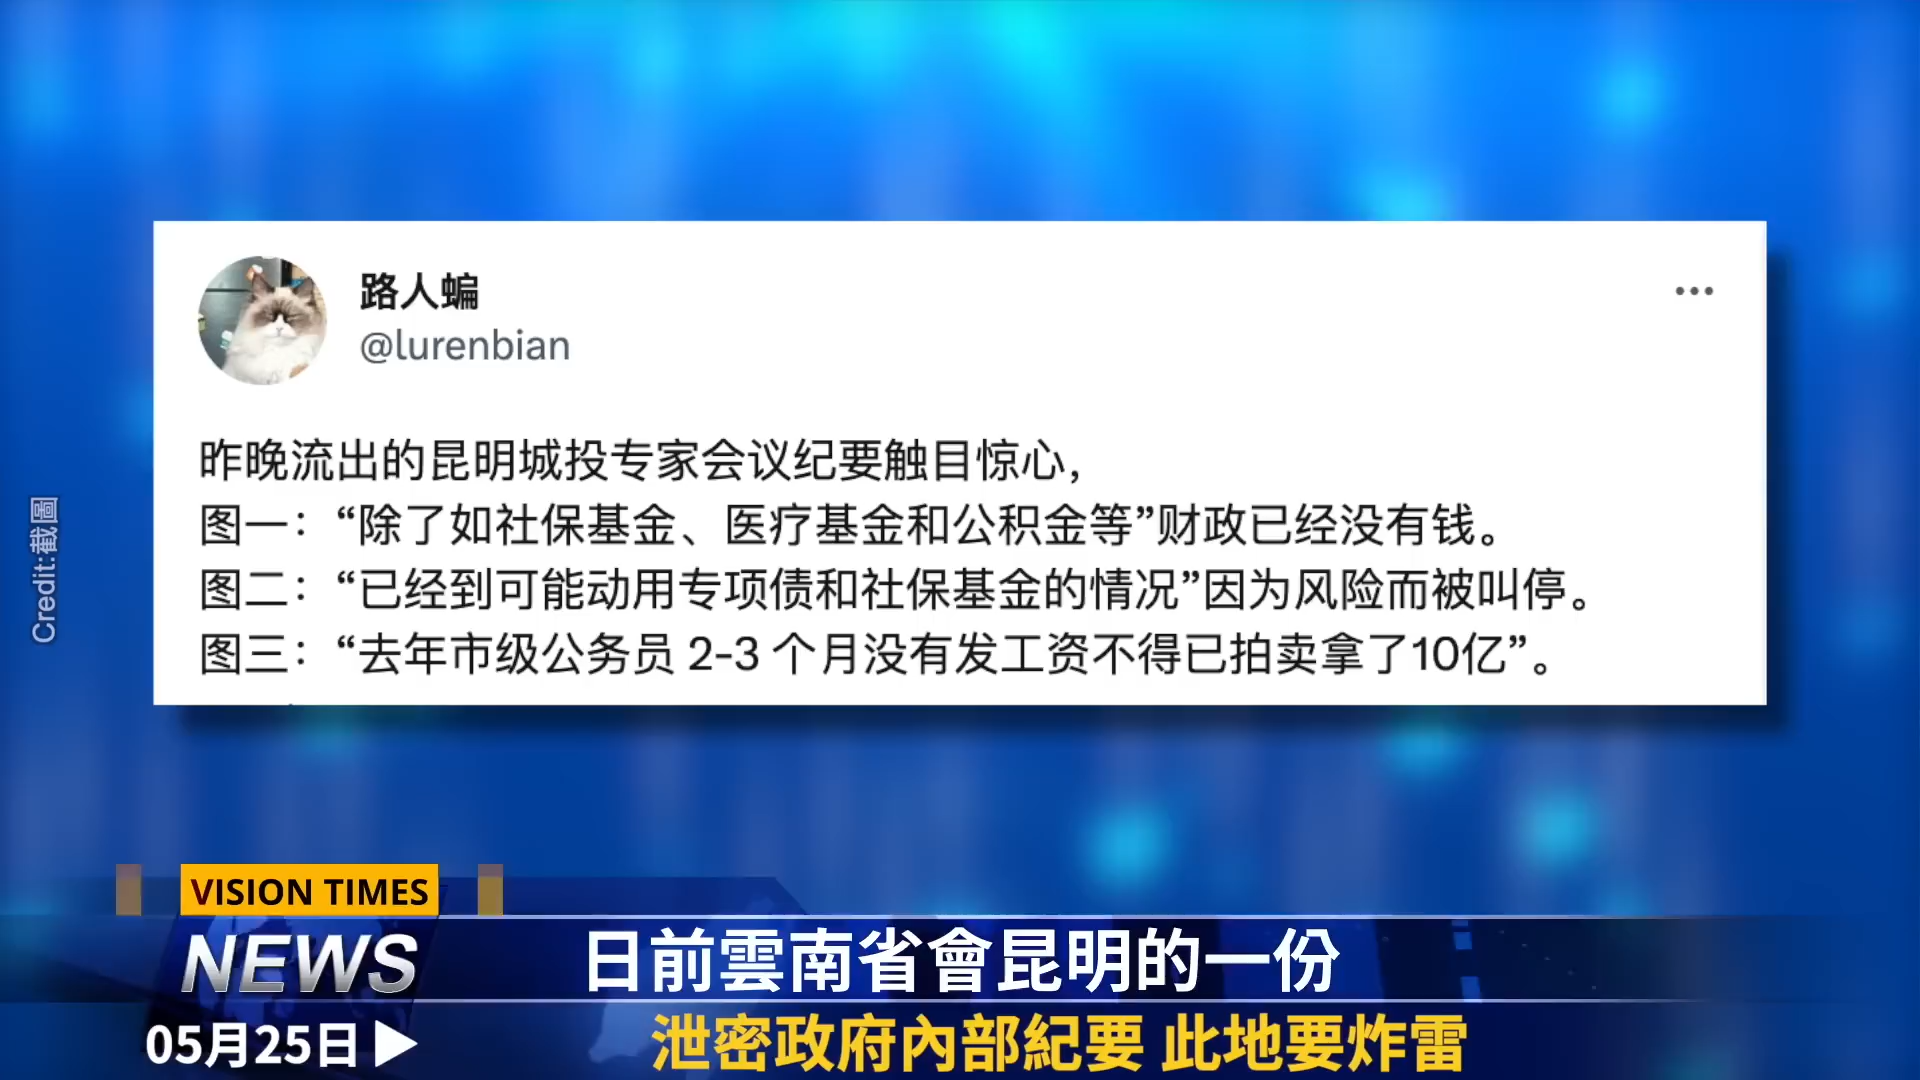 路人蝙
@lurenbian
昨晚流出的昆明城投专家会议纪要触目惊心，
图一：“除了如社保基金、医疗基金和公积金等”财政已经没有钱。
图二：“已经到可能动用专项债和社保基金的情况”因为风险而被叫停。
图三：“去年市级公务员 2-3 个月没有发工资不得已拍卖拿了10亿”。
Credit:截圖
VISION TIMES
NEWS
日前雲南省會昆明的一份
05月25日
泄密政府內部紀要 此地要炸雷